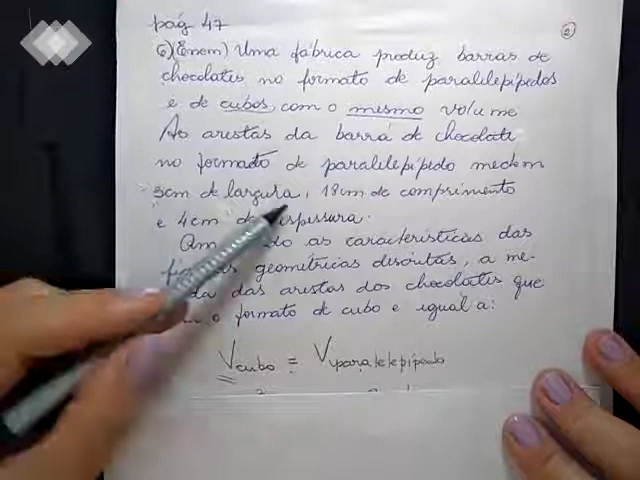 pág 47
2
6)(Enem) Uma fábrica produz barras de
chocolates no formato de paralelepípedos
e de cubos, com o mesmo volume
As arestas da barra de chocolate
no formato de paralelepípedo medem
3cm de largura, 18cm de comprimento
e 4cm de espessura.
as características das
geométricas descritas, a me-
das arestas dos chocolates que
o formato de cubo e igual a:
Vcubo = Vparalelepípedo